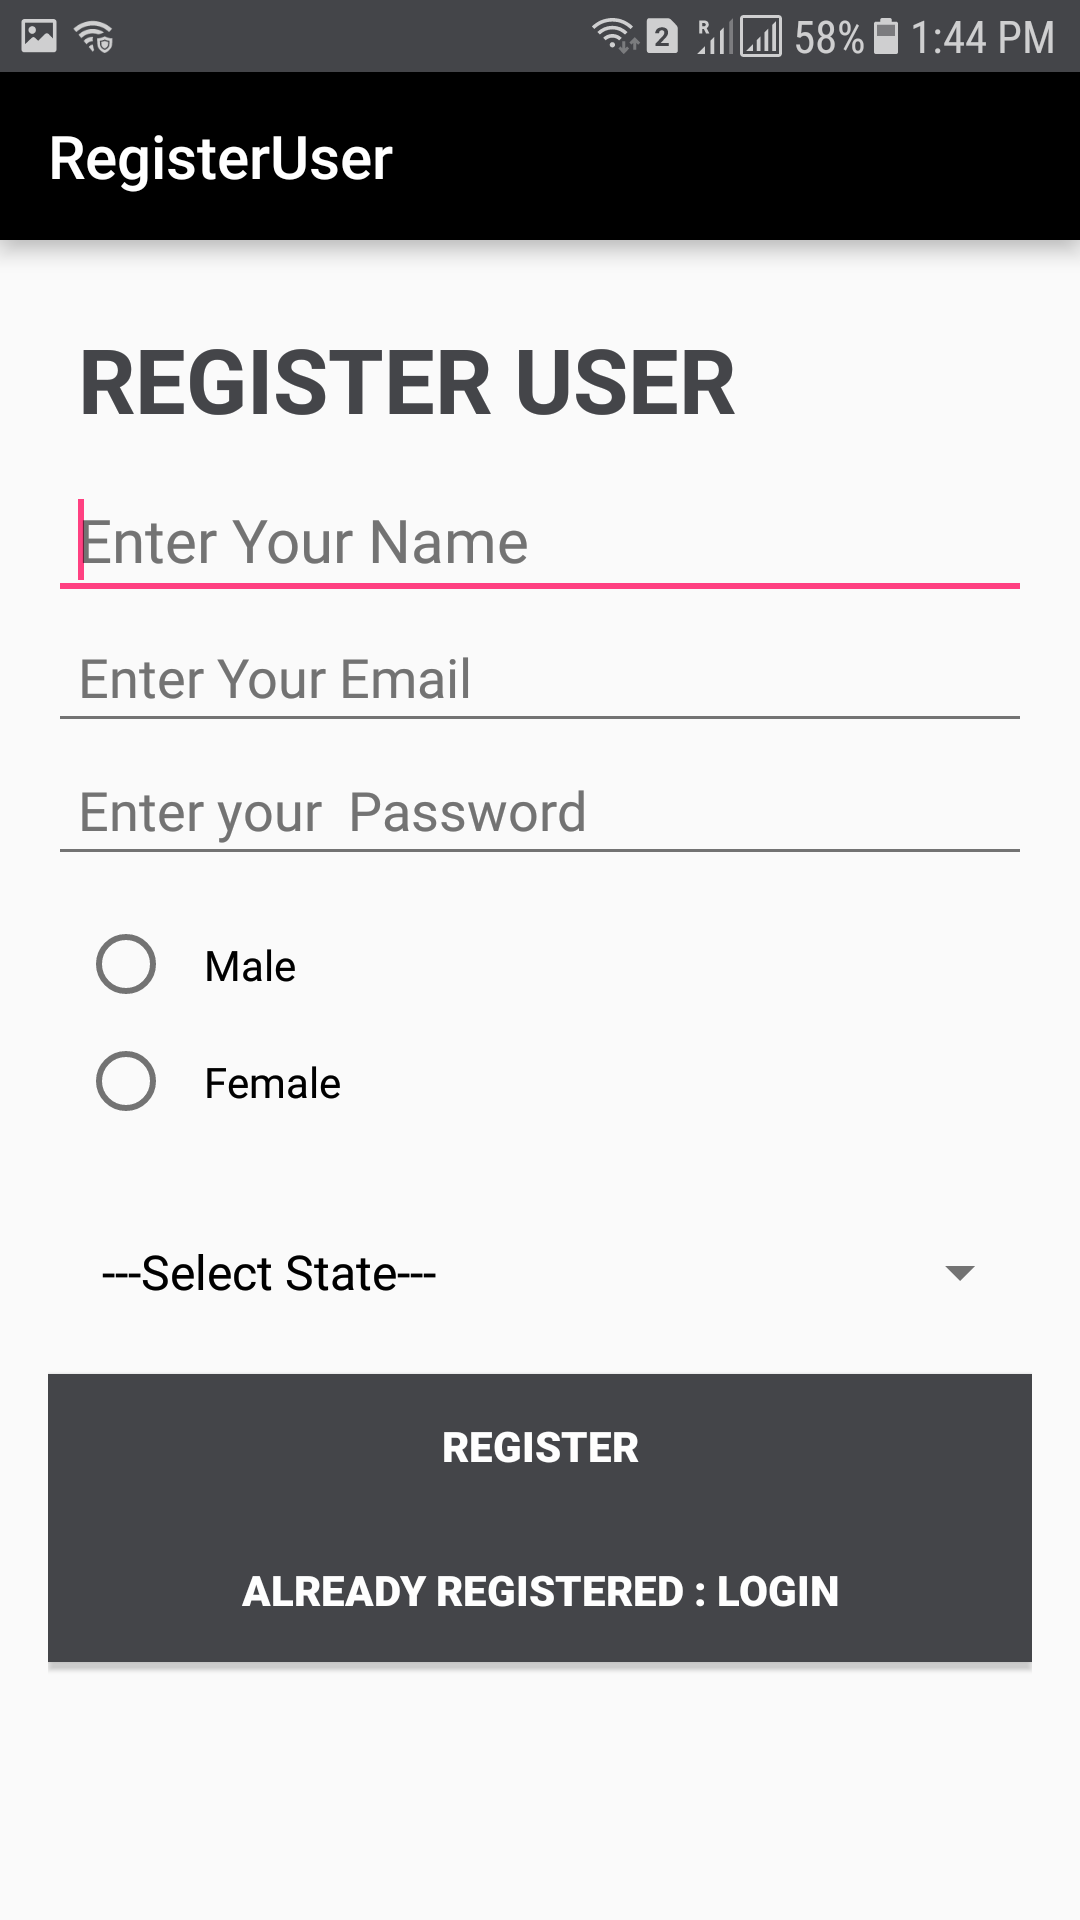 2 R 58% 1:44 PM
RegisterUser
REGISTER USER
Enter Your Name
Enter Your Email
Enter your  Password
Male
Female
---Select State---
REGISTER
ALREADY REGISTERED : LOGIN